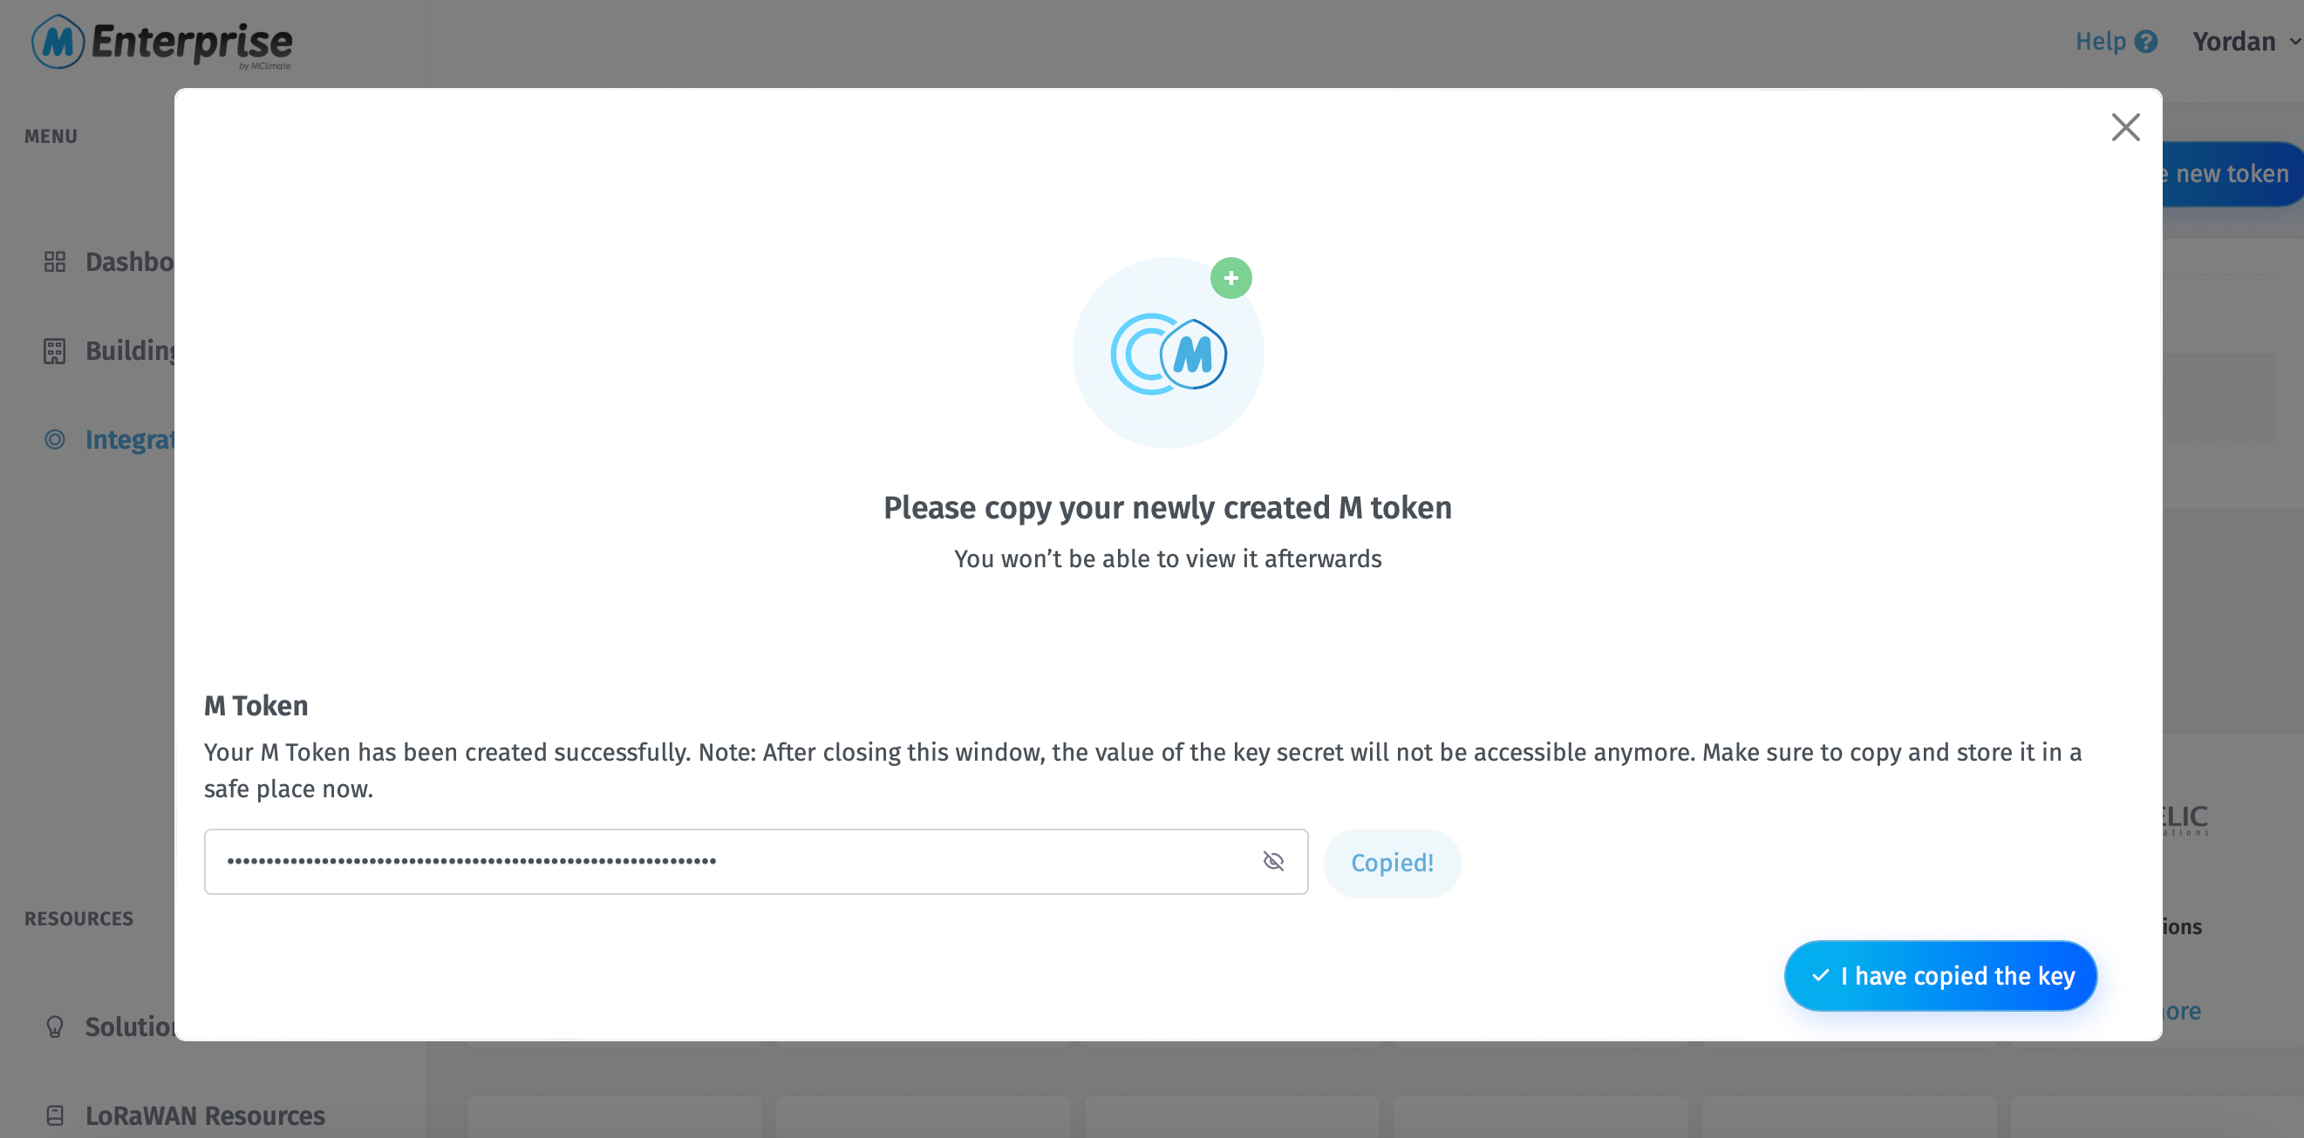 M Enterprise
by MClimate
Help ?
Yordan
MENU
e new token
Dashbo
Building
Integrat
M
Please copy your newly created M token
You won’t be able to view it afterwards
M Token
Your M Token has been created successfully. Note: After closing this window, the value of the key secret will not be accessible anymore. Make sure to copy and store it in a
safe place now.
Copied!
ELIC
ations
RESOURCES
ions
I have copied the key
ore
Solution
LoRaWAN Resources